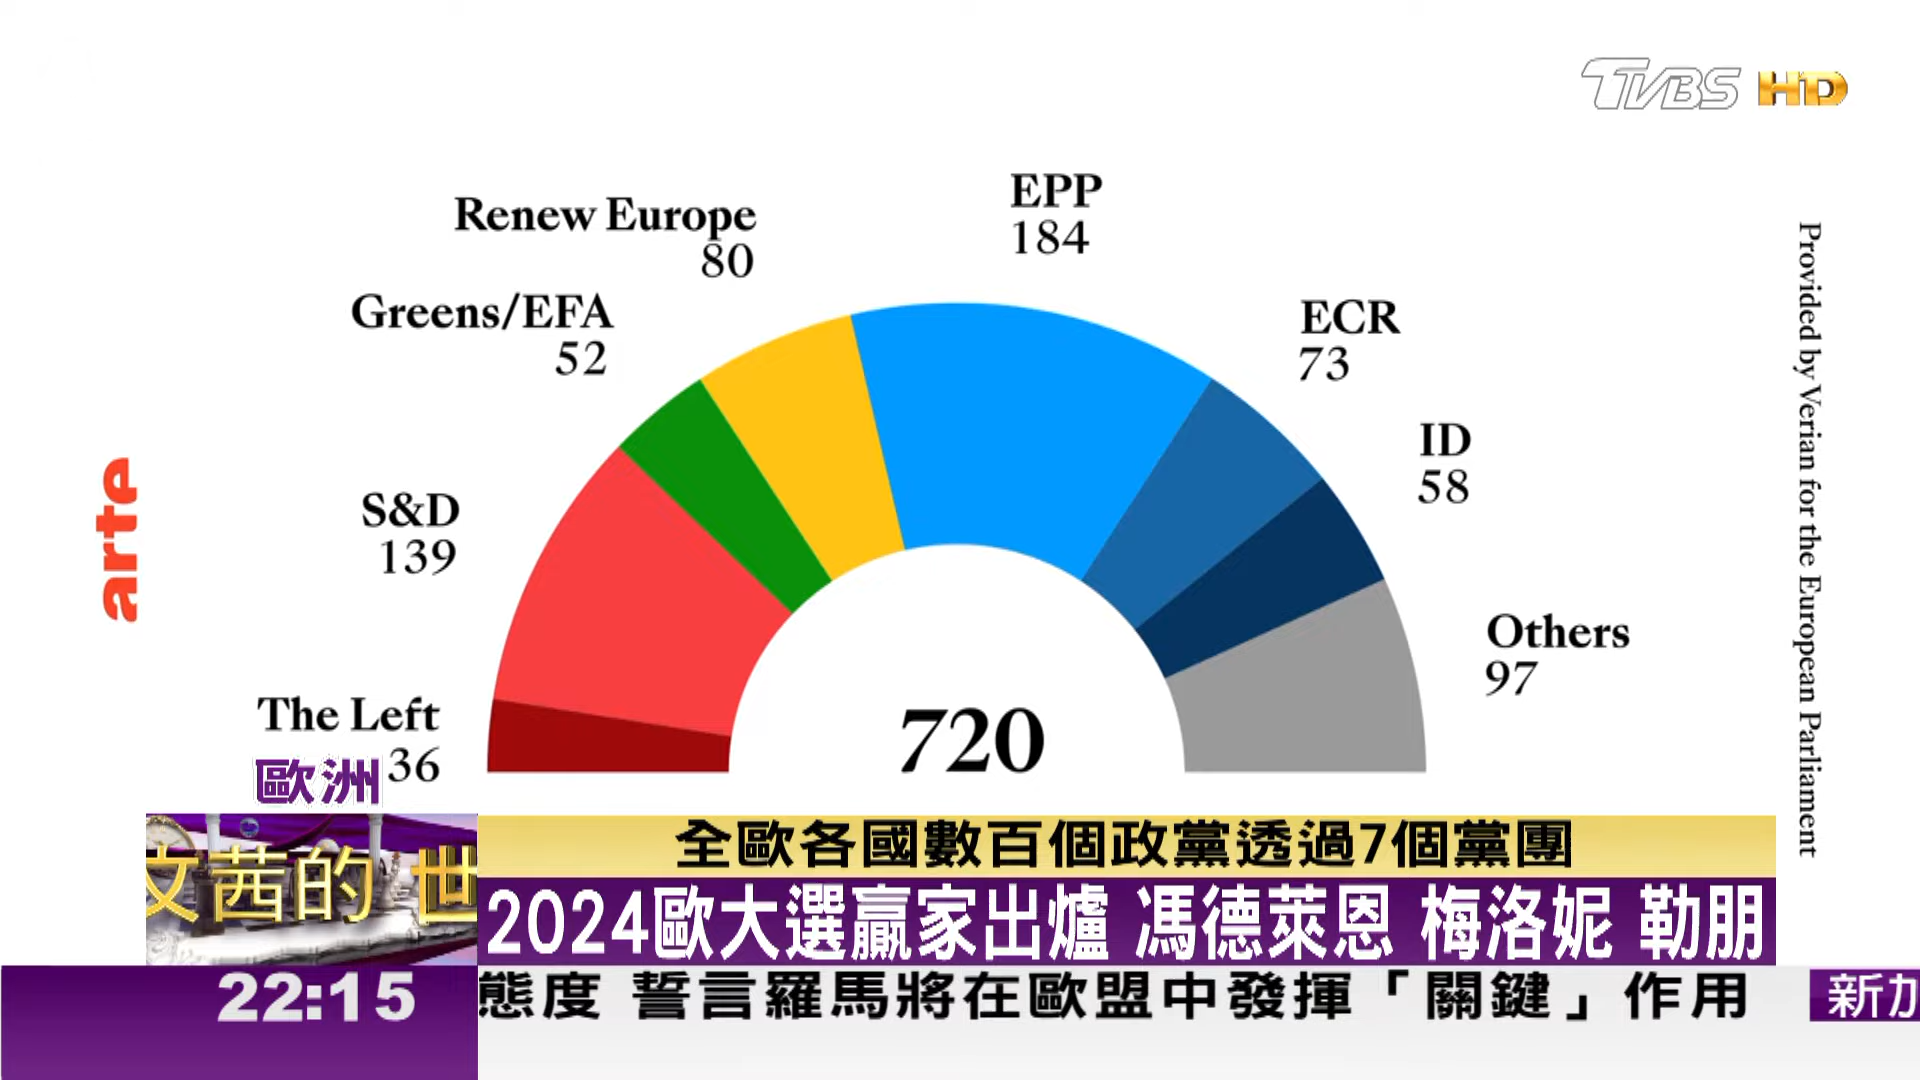 TVBS HD
EPP
184
Renew Europe
80
Greens/EFA
52
ECR
73
ID
58
S&D
139
Others
97
The Left
36
720
arte
Provided by Verian for the European Parliament
歐洲
文茜的 世
全歐各國數百個政黨透過7個黨團
2024歐大選贏家出爐 馮德萊恩 梅洛妮 勒朋
22:15
態度 誓言羅馬將在歐盟中發揮「關鍵」作用
新加